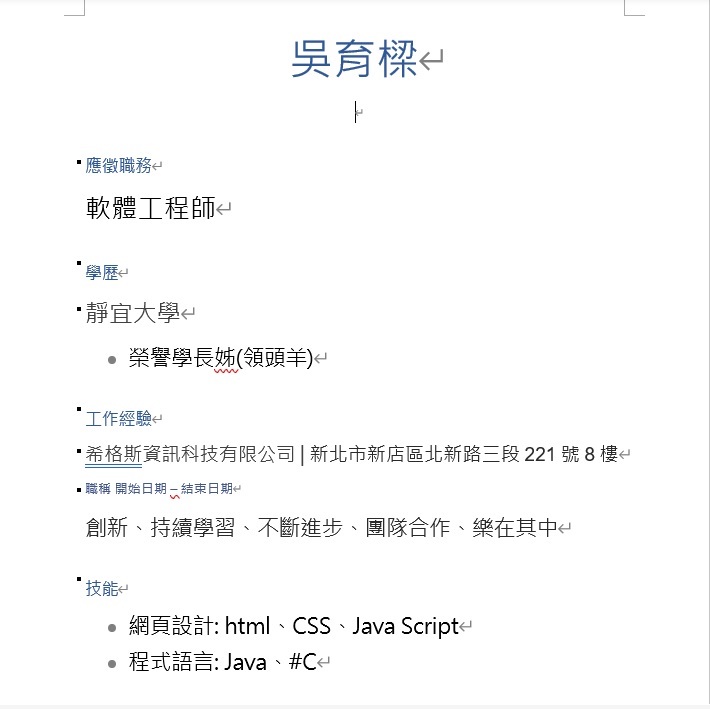 吳育樑
應徵職務
軟體工程師
學歷
靜宜大學
榮譽學長姊(領頭羊)
工作經驗
希格斯資訊科技有限公司 | 新北市新店區北新路三段 221 號 8 樓
職稱 開始日期 – 結束日期
創新、持續學習、不斷進步、團隊合作、樂在其中
技能
網頁設計: html、CSS、Java Script
程式語言: Java、#C